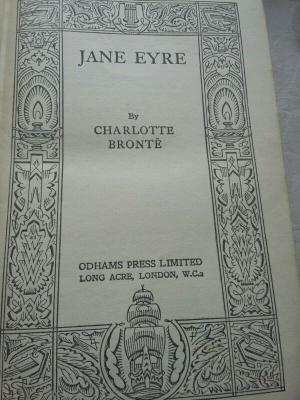 JANE EYRE
By
CHARLOTTE
BRONTË
ODHAMS PRESS LIMITED
LONG ACRE, LONDON, W.C.2